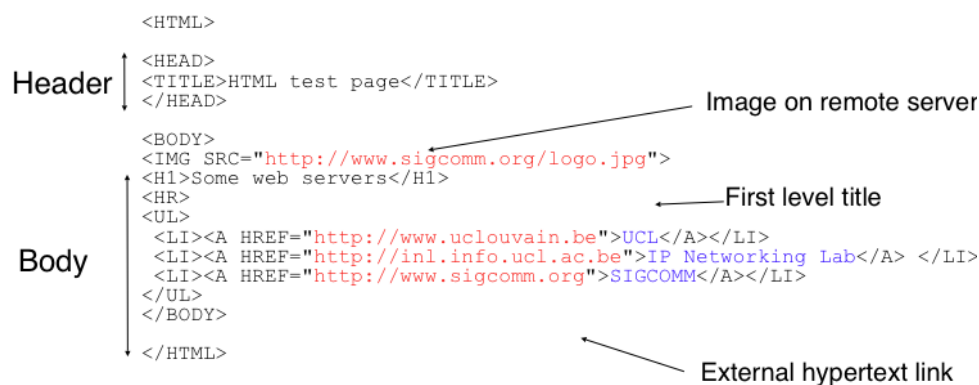 <HTML>
Header
<HEAD>
<TITLE>HTML test page</TITLE>
</HEAD>
Image on remote server
<BODY>
<IMG SRC="http://www.sigcomm.org/logo.jpg">
<H1>Some web servers</H1>
<HR>
First level title
<UL>
Body
<LI><A HREF="http://www.uclouvain.be">UCL</A></LI>
<LI><A HREF="http://inl.info.ucl.ac.be">IP Networking Lab</A> </LI>
<LI><A HREF="http://www.sigcomm.org">SIGCOMM</A></LI>
</UL>
</BODY>
</HTML>
External hypertext link